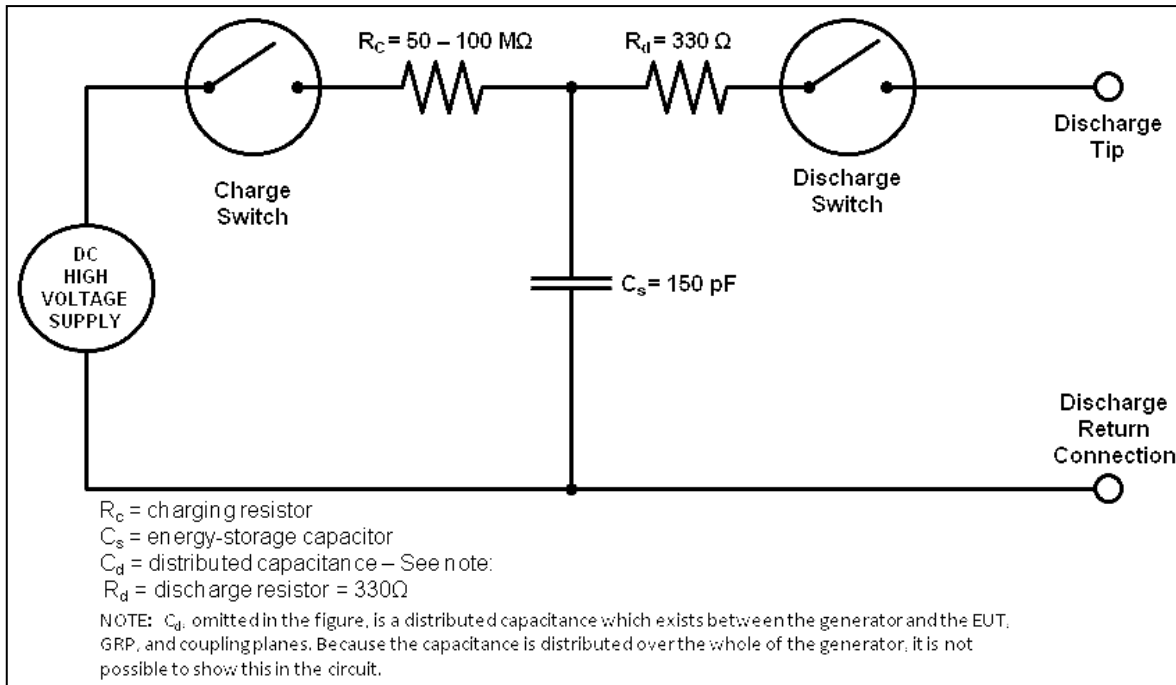 R_C = 50 – 100 MΩ
R_d = 330 Ω
Charge
Switch
Discharge
Switch
Discharge
Tip
DC
HIGH
VOLTAGE
SUPPLY
C_s = 150 pF
Discharge
Return
Connection
R_c = charging resistor
C_s = energy-storage capacitor
C_d = distributed capacitance – See note:
R_d = discharge resistor = 330Ω
NOTE: C_d, omitted in the figure, is a distributed capacitance which exists between the generator and the EUT,
GRP, and coupling planes. Because the capacitance is distributed over the whole of the generator, it is not
possible to show this in the circuit.